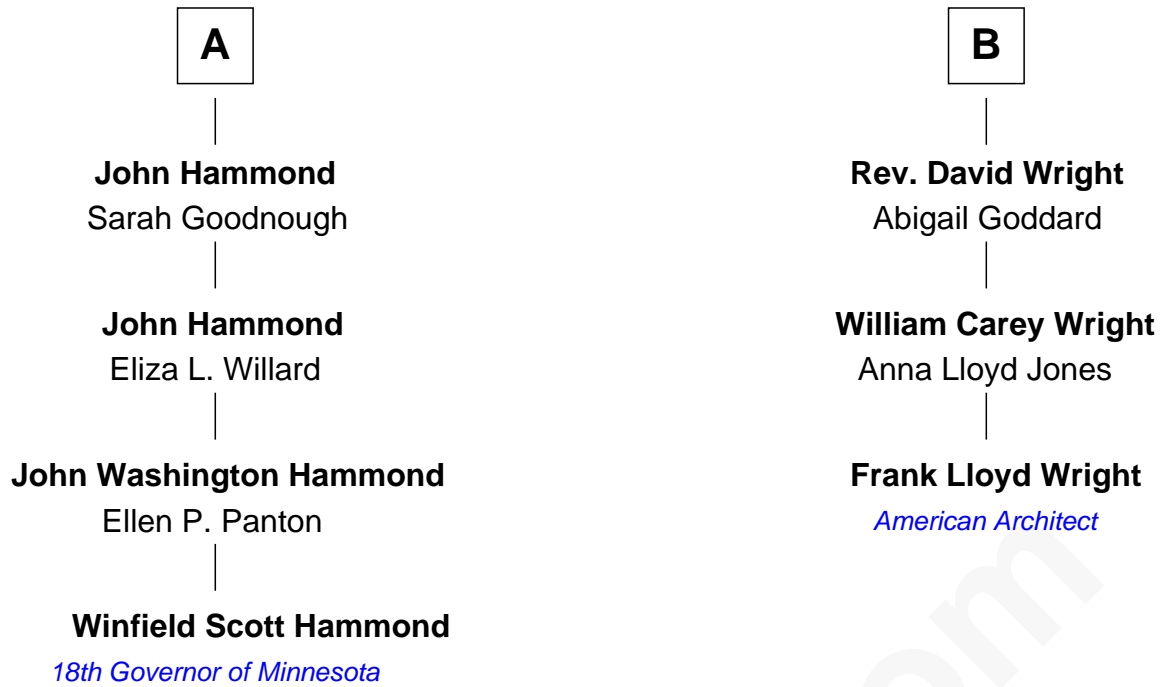 A
John Hammond
Sarah Goodnough
John Hammond
Eliza L. Willard
John Washington Hammond
Ellen P. Panton
Winfield Scott Hammond
18th Governor of Minnesota
B
Rev. David Wright
Abigail Goddard
William Carey Wright
Anna Lloyd Jones
Frank Lloyd Wright
American Architect
om